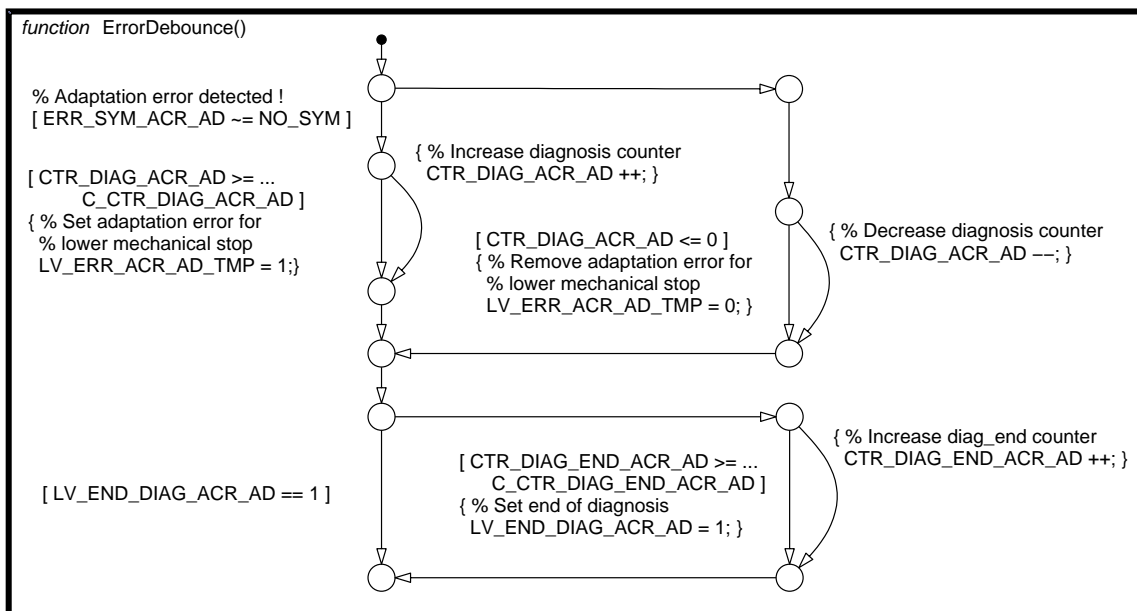 function ErrorDebounce()
% Adaptation error detected !
[ ERR_SYM_ACR_AD ~= NO_SYM ]
{ % Increase diagnosis counter
CTR_DIAG_ACR_AD ++; }
[ CTR_DIAG_ACR_AD >= ...
C_CTR_DIAG_ACR_AD ]
{ % Set adaptation error for
% lower mechanical stop
LV_ERR_ACR_AD_TMP = 1;}
[ CTR_DIAG_ACR_AD <= 0 ]
{ % Remove adaptation error for
% lower mechanical stop
LV_ERR_ACR_AD_TMP = 0; }
{ % Decrease diagnosis counter
CTR_DIAG_ACR_AD −−; }
{ % Increase diag_end counter
CTR_DIAG_END_ACR_AD ++; }
[ CTR_DIAG_END_ACR_AD >= ...
C_CTR_DIAG_END_ACR_AD ]
{ % Set end of diagnosis
LV_END_DIAG_ACR_AD = 1; }
[ LV_END_DIAG_ACR_AD == 1 ]